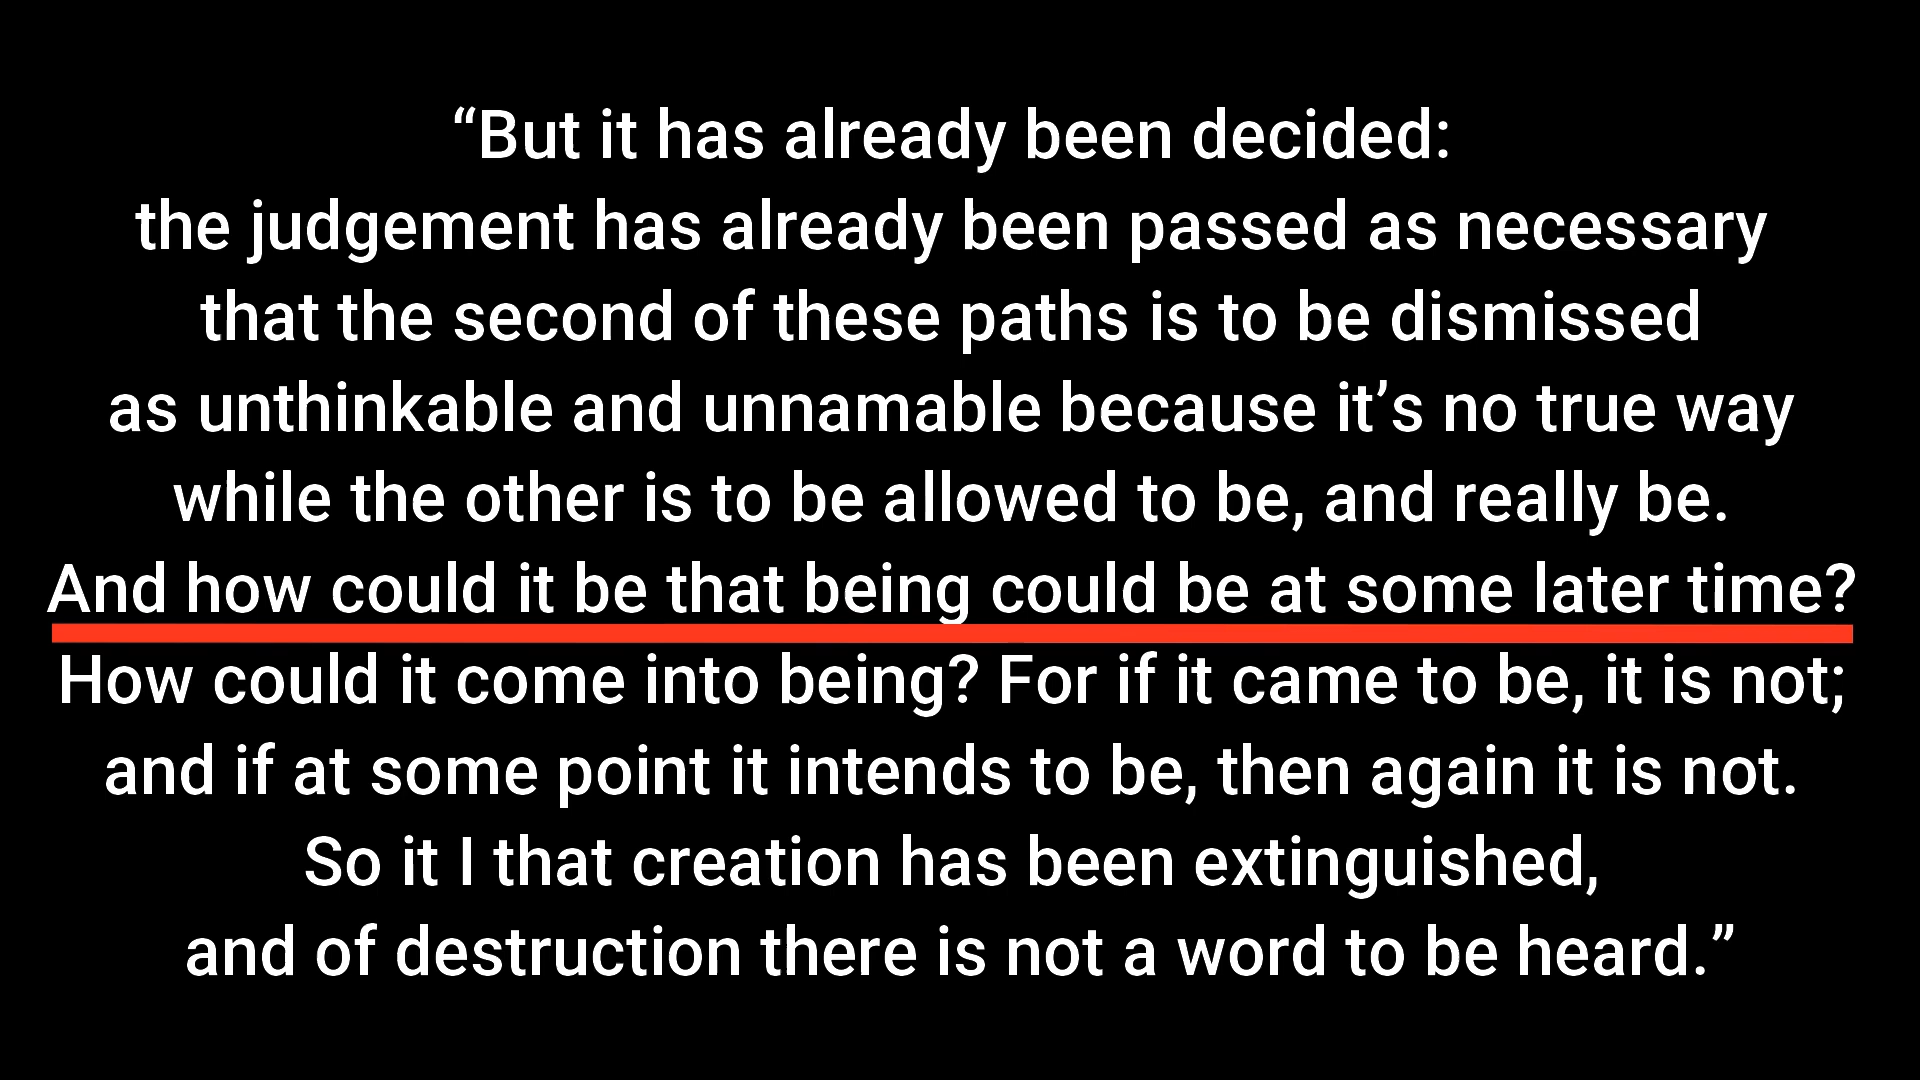 “But it has already been decided:
the judgement has already been passed as necessary
that the second of these paths is to be dismissed
as unthinkable and unnamable because it’s no true way
while the other is to be allowed to be, and really be.
And how could it be that being could be at some later time?
How could it come into being? For if it came to be, it is not;
and if at some point it intends to be, then again it is not.
So it I that creation has been extinguished,
and of destruction there is not a word to be heard.”